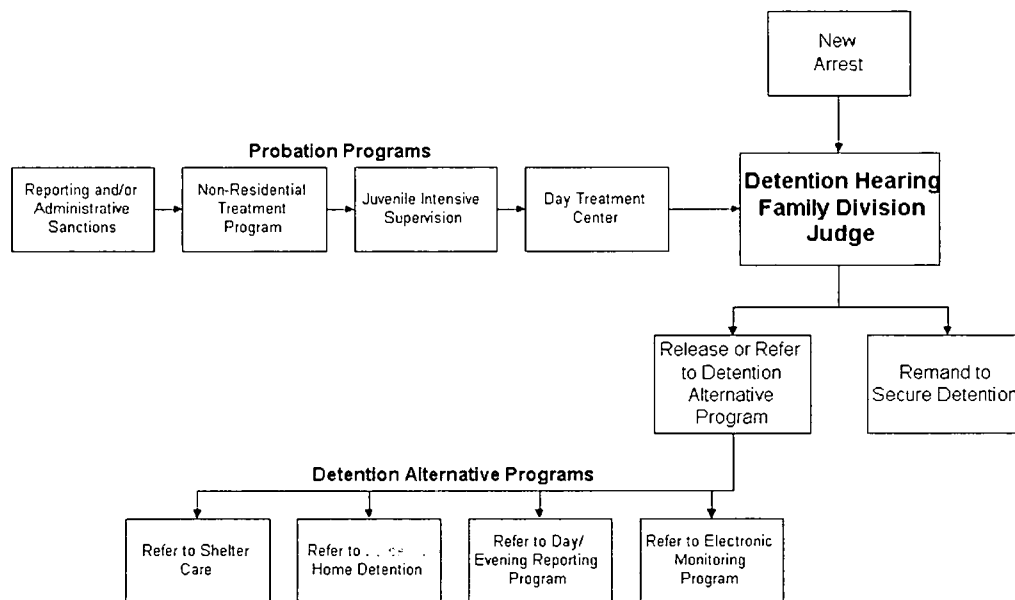 New
Arrest
Probation Programs
Reporting and/or
Administrative
Sanctions
Non-Residential
Treatment
Program
Juvenile Intensive
Supervision
Day Treatment
Center
Detention Hearing
Family Division
Judge
Release or Refer
to Detention
Alternative
Program
Remand to
Secure Detention
Detention Alternative Programs
Refer to Shelter
Care
Refer to
Home Detention
Refer to Day/
Evening Reporting
Program
Refer to Electronic
Monitoring
Program